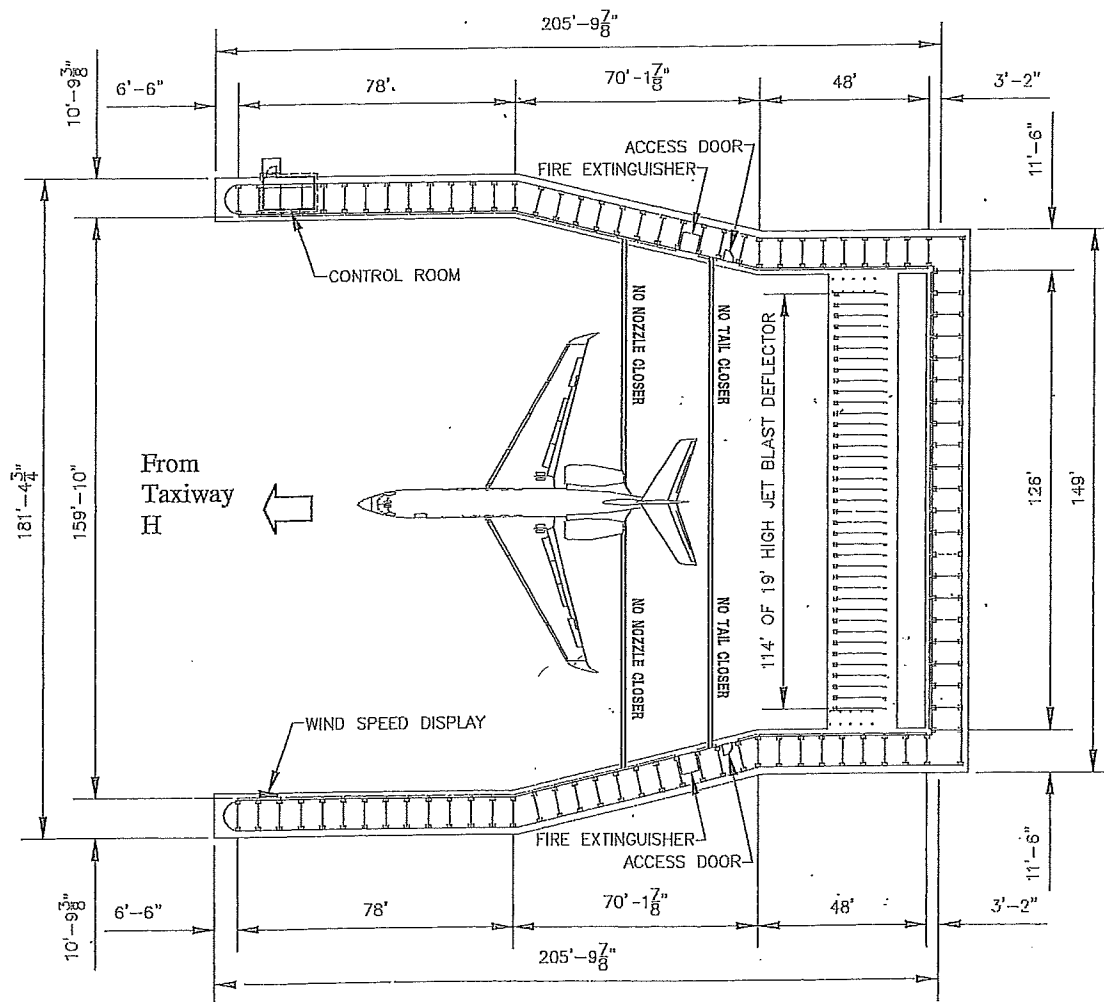 205'-9 7/8"
10'-9 3/8"
6'-6"
78'
70'-1 7/8"
48'
3'-2"
11'-6"
ACCESS DOOR
FIRE EXTINGUISHER
CONTROL ROOM
NO NOZZLE CLOSER
NO TAIL CLOSER
114' OF 19' HIGH JET BLAST DEFLECTOR
From
Taxiway
H
181'-4 3/4"
159'-10"
126'
149'
NO NOZZLE CLOSER
NO TAIL CLOSER
WIND SPEED DISPLAY
FIRE EXTINGUISHER
ACCESS DOOR
10'-9 3/8"
6'-6"
78'
70'-1 7/8"
48'
3'-2"
11'-6"
205'-9 7/8"